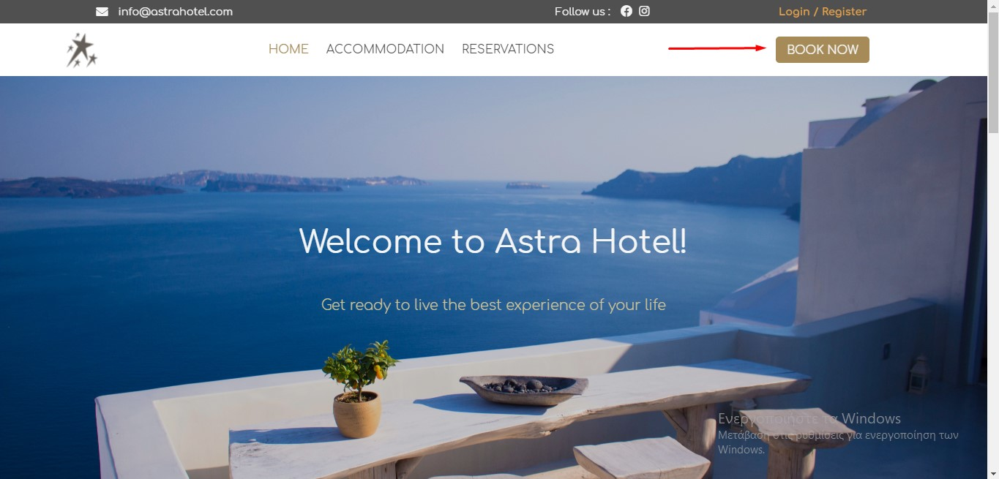 info@astrahotel.com
Follow us :
Login / Register
HOME
ACCOMMODATION
RESERVATIONS
BOOK NOW
Welcome to Astra Hotel!
Get ready to live the best experience of your life
Ενεργοποιήστε τα Windows
Μετάβαση στις ρυθμίσεις για ενεργοποίηση των
Windows.